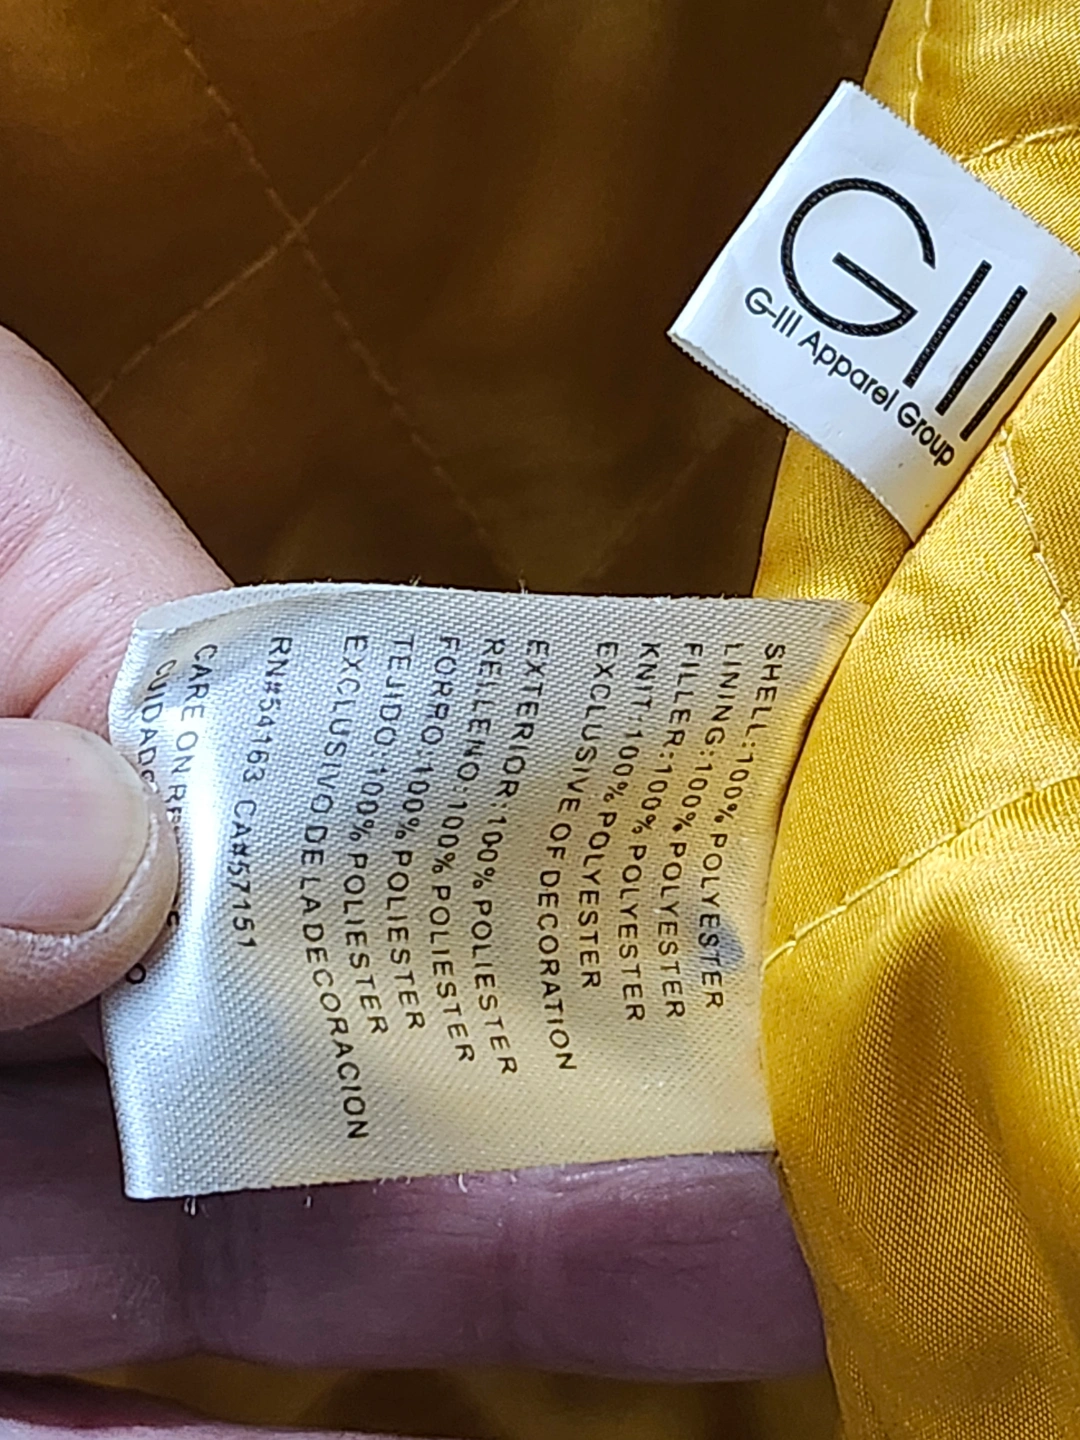 GIII
G-III Apparel Group
SHELL:100% POLYESTER
LINING:100% POLYESTER
FILLER:100% POLYESTER
KNIT:100% POLYESTER
EXCLUSIVE OF DECORATION
EXTERIOR:100% POLIESTER
RELLENO:100% POLIESTER
FORRO:100% POLIESTER
TEJIDO:100% POLIESTER
EXCLUSIVO DE LA DECORACION
RN#54163 CA#57151
CARE ON